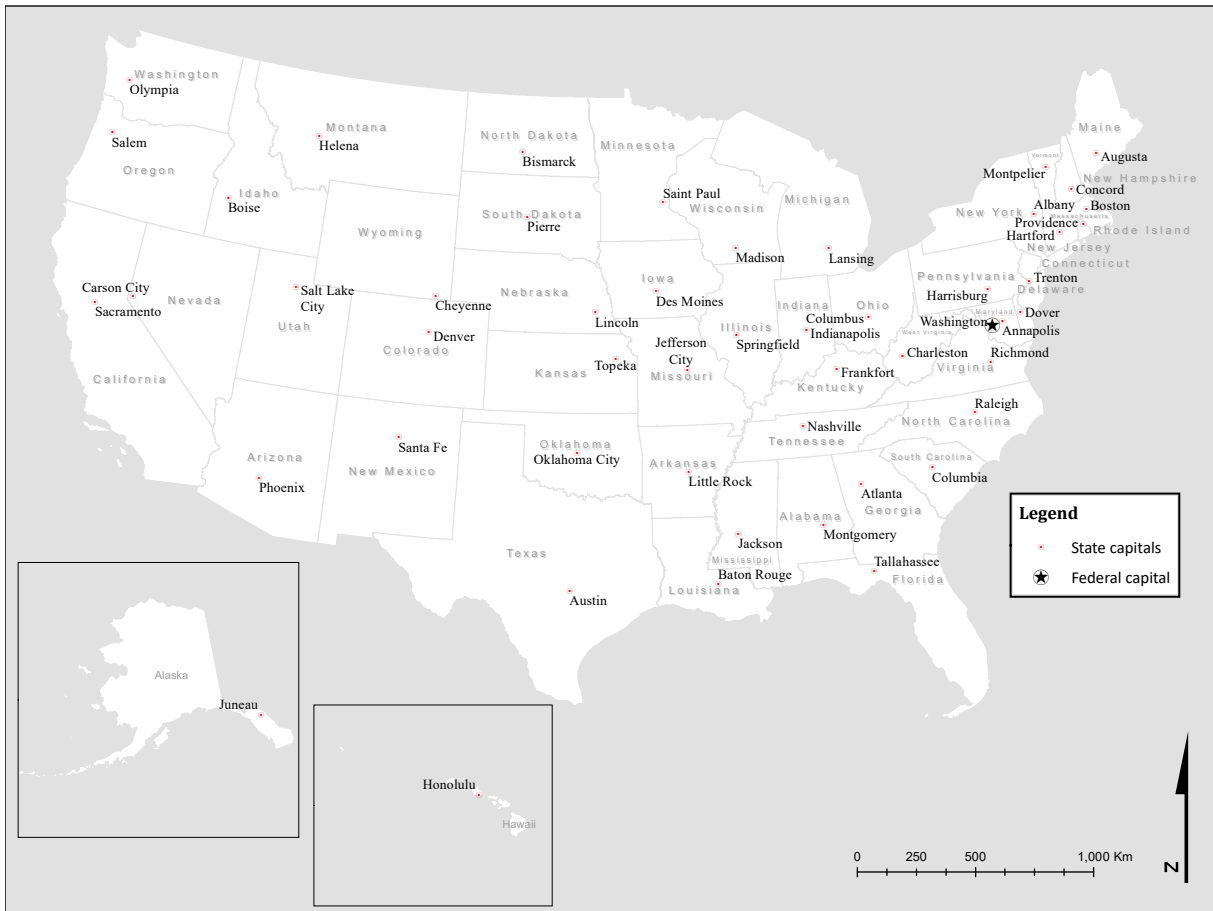 Washington
Olympia
Montana
Helena
North Dakota
Bismarck
Minnesota
Maine
Augusta
Salem
Oregon
Idaho
Boise
Vermont
Montpelier
New Hampshire
Concord
Saint Paul
Wisconsin
Michigan
South Dakota
Pierre
Wyoming
New York
Albany
Boston
Massachusetts
Providence
Rhode Island
Hartford
New Jersey
Connecticut
Madison
Lansing
Carson City
Sacramento
Nevada
Salt Lake
City
Utah
Cheyenne
Nebraska
Lincoln
Iowa
Des Moines
Pennsylvania
Harrisburg
Trenton
Delaware
Indiana
Ohio
Columbus
Indianapolis
Maryland
Dover
Washington
Annapolis
West Virginia
Denver
Colorado
Illinois
Springfield
Jefferson
City
Missouri
Topeka
Kansas
Charleston
Richmond
Virginia
Frankfort
Kentucky
California
Raleigh
North Carolina
Nashville
Tennessee
Santa Fe
New Mexico
Arizona
Phoenix
Oklahoma
Oklahoma City
Arkansas
Little Rock
South Carolina
Columbia
Atlanta
Georgia
Alabama
Montgomery
Jackson
Mississippi
Texas
Austin
Baton Rouge
Louisiana
Tallahassee
Florida
Legend
State capitals
Federal capital
Alaska
Juneau
Honolulu
Hawaii
0 250 500 1,000 Km
N